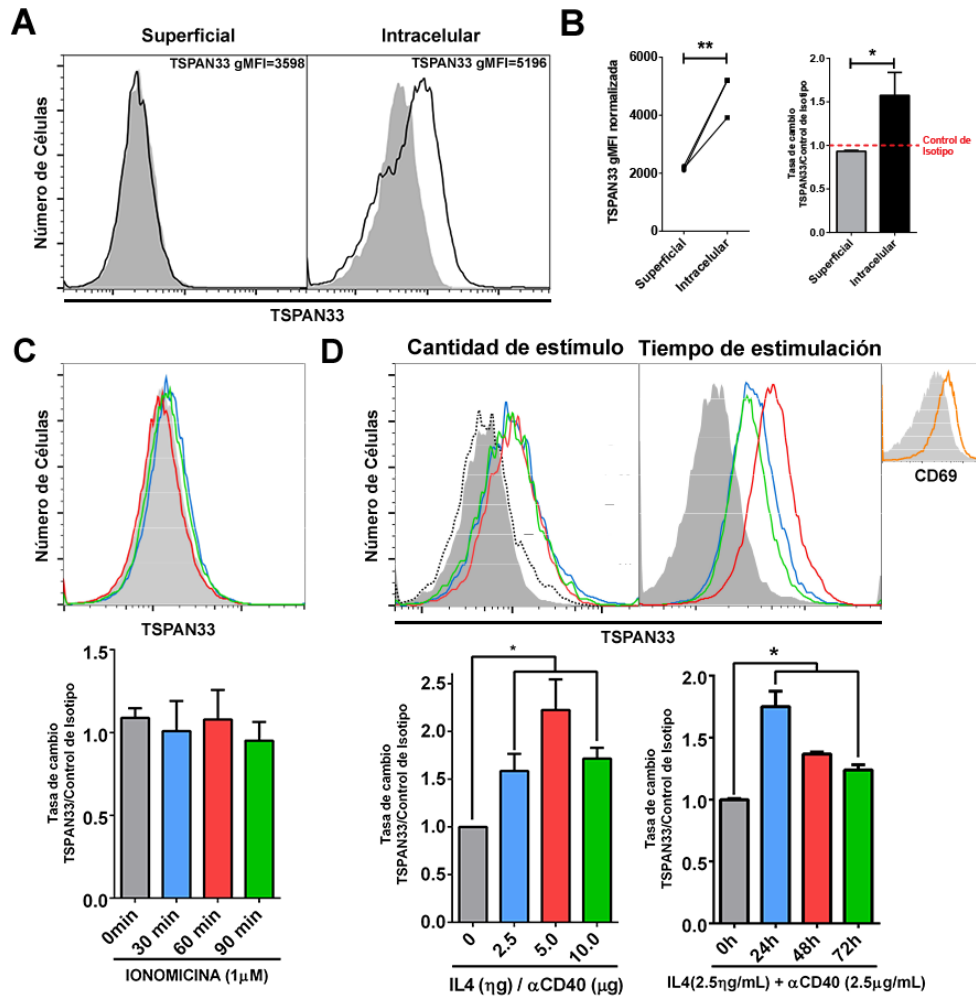 A
Superficial
Intracelular
TSPAN33 gMFI=3598
TSPAN33 gMFI=5196
Número de Células
TSPAN33
B
**
6000
4000
2000
0
TSPAN33 gMFI normalizada
Superficial
Intracelular
*
2.0
1.5
1.0
0.5
0.0
Tasa de cambio
TSPAN33/Control de Isotipo
Control de
Isotipo
Superficial
Intracelular
C
Número de Células
TSPAN33
1.5
1.0
0.5
0.0
Tasa de cambio
TSPAN33/Control de Isotipo
0min
30 min
60 min
90 min
IONOMICINA (1μM)
D
Cantidad de estímulo
Tiempo de estimulación
Número de Células
CD69
TSPAN33
*
2.5
2.0
1.5
1.0
0.5
0.0
Tasa de cambio
TSPAN33/Control de Isotipo
0
2.5
5.0
10.0
IL4 (ηg) / αCD40 (μg)
*
2.0
1.5
1.0
0.5
0.0
Tasa de cambio
TSPAN33/Control de Isotipo
0h
24h
48h
72h
IL4(2.5ηg/mL) + αCD40 (2.5μg/mL)